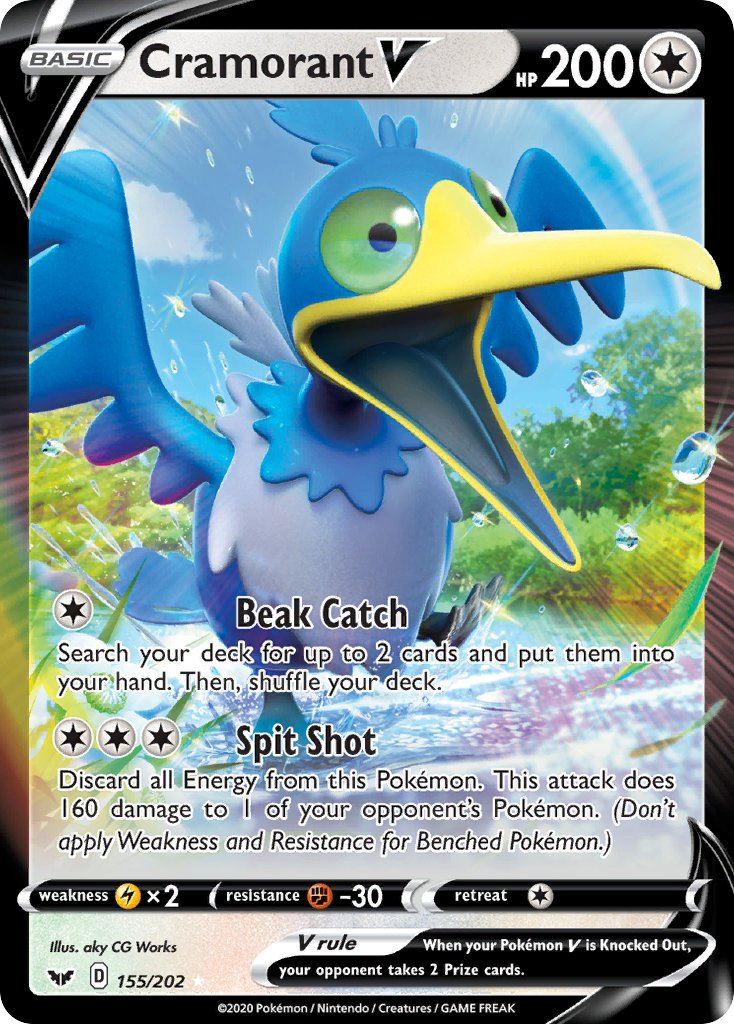 BASIC
Cramorant V
HP 200
Beak Catch
Search your deck for up to 2 cards and put them into
your hand. Then, shuffle your deck.
Spit Shot
Discard all Energy from this Pokémon. This attack does
160 damage to 1 of your opponent's Pokémon. (Don't
apply Weakness and Resistance for Benched Pokémon.)
weakness ×2 resistance -30 retreat
Illus. aky CG Works
V rule When your Pokémon V is Knocked Out,
your opponent takes 2 Prize cards.
D 155/202
©2020 Pokémon / Nintendo / Creatures / GAME FREAK